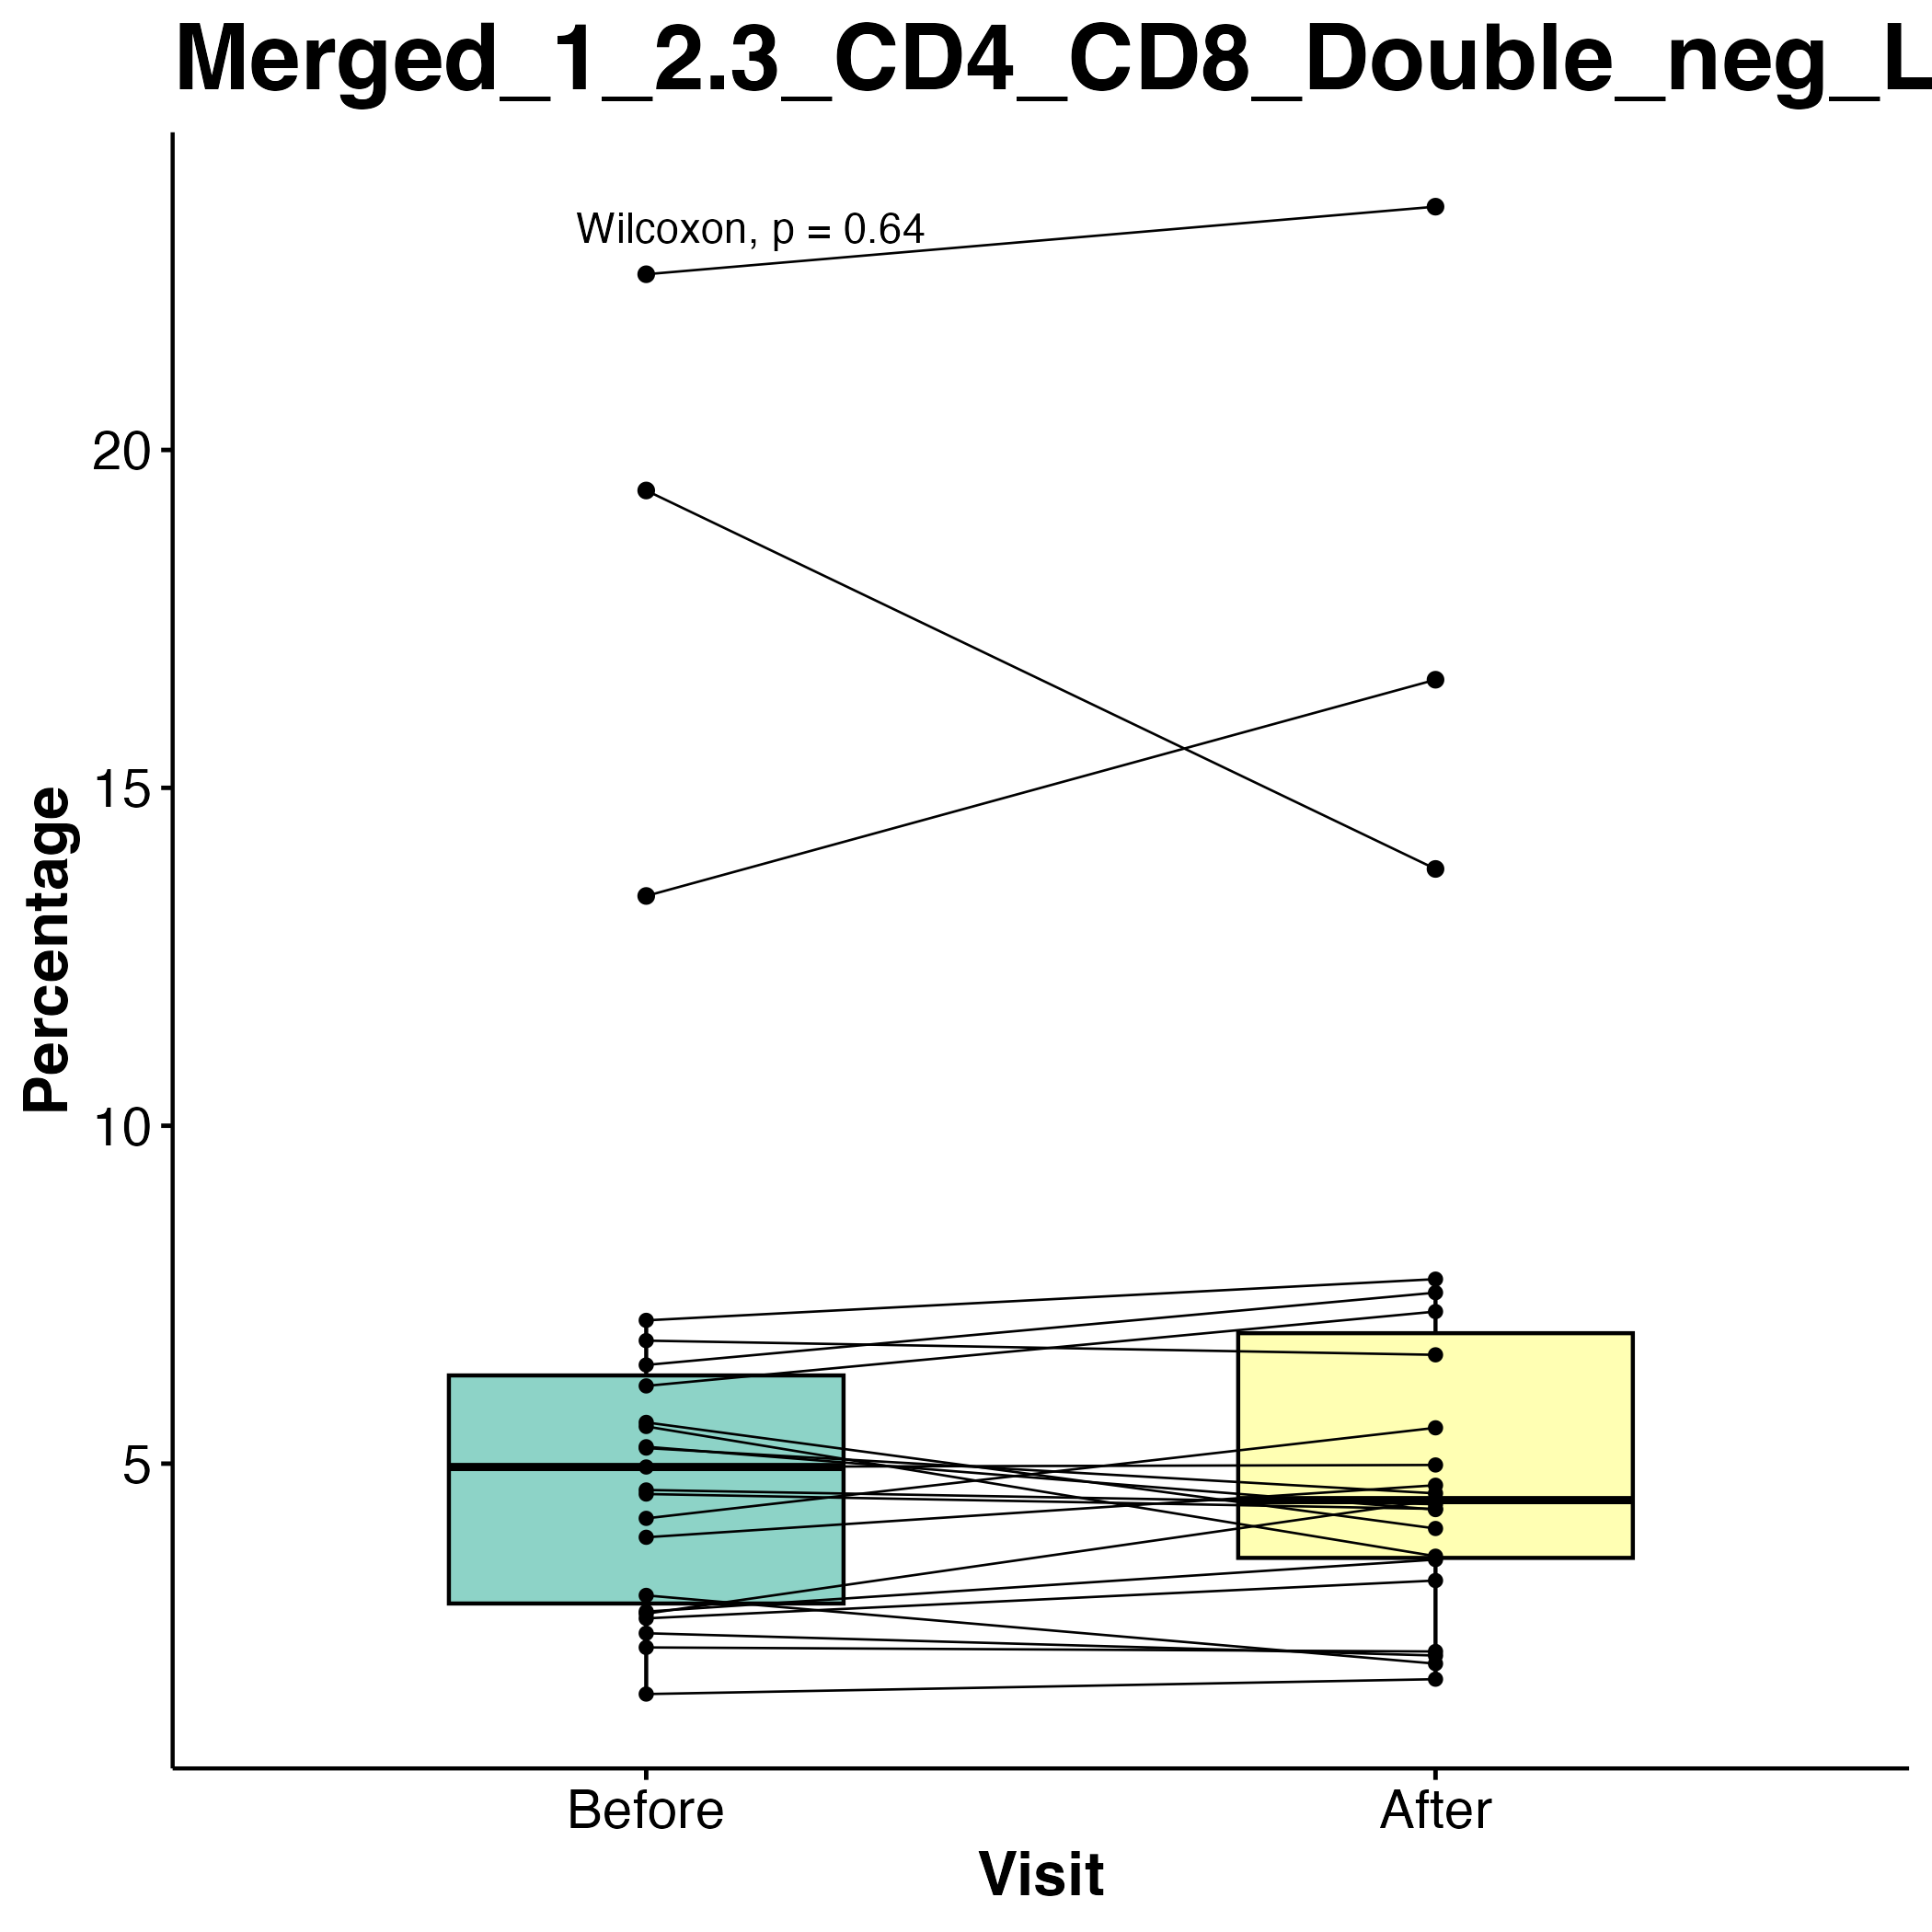 Merged_1_2.3_CD4_CD8_Double_neg_L
Wilcoxon, p = 0.64
Percentage
20
15
10
5
Before After
Visit